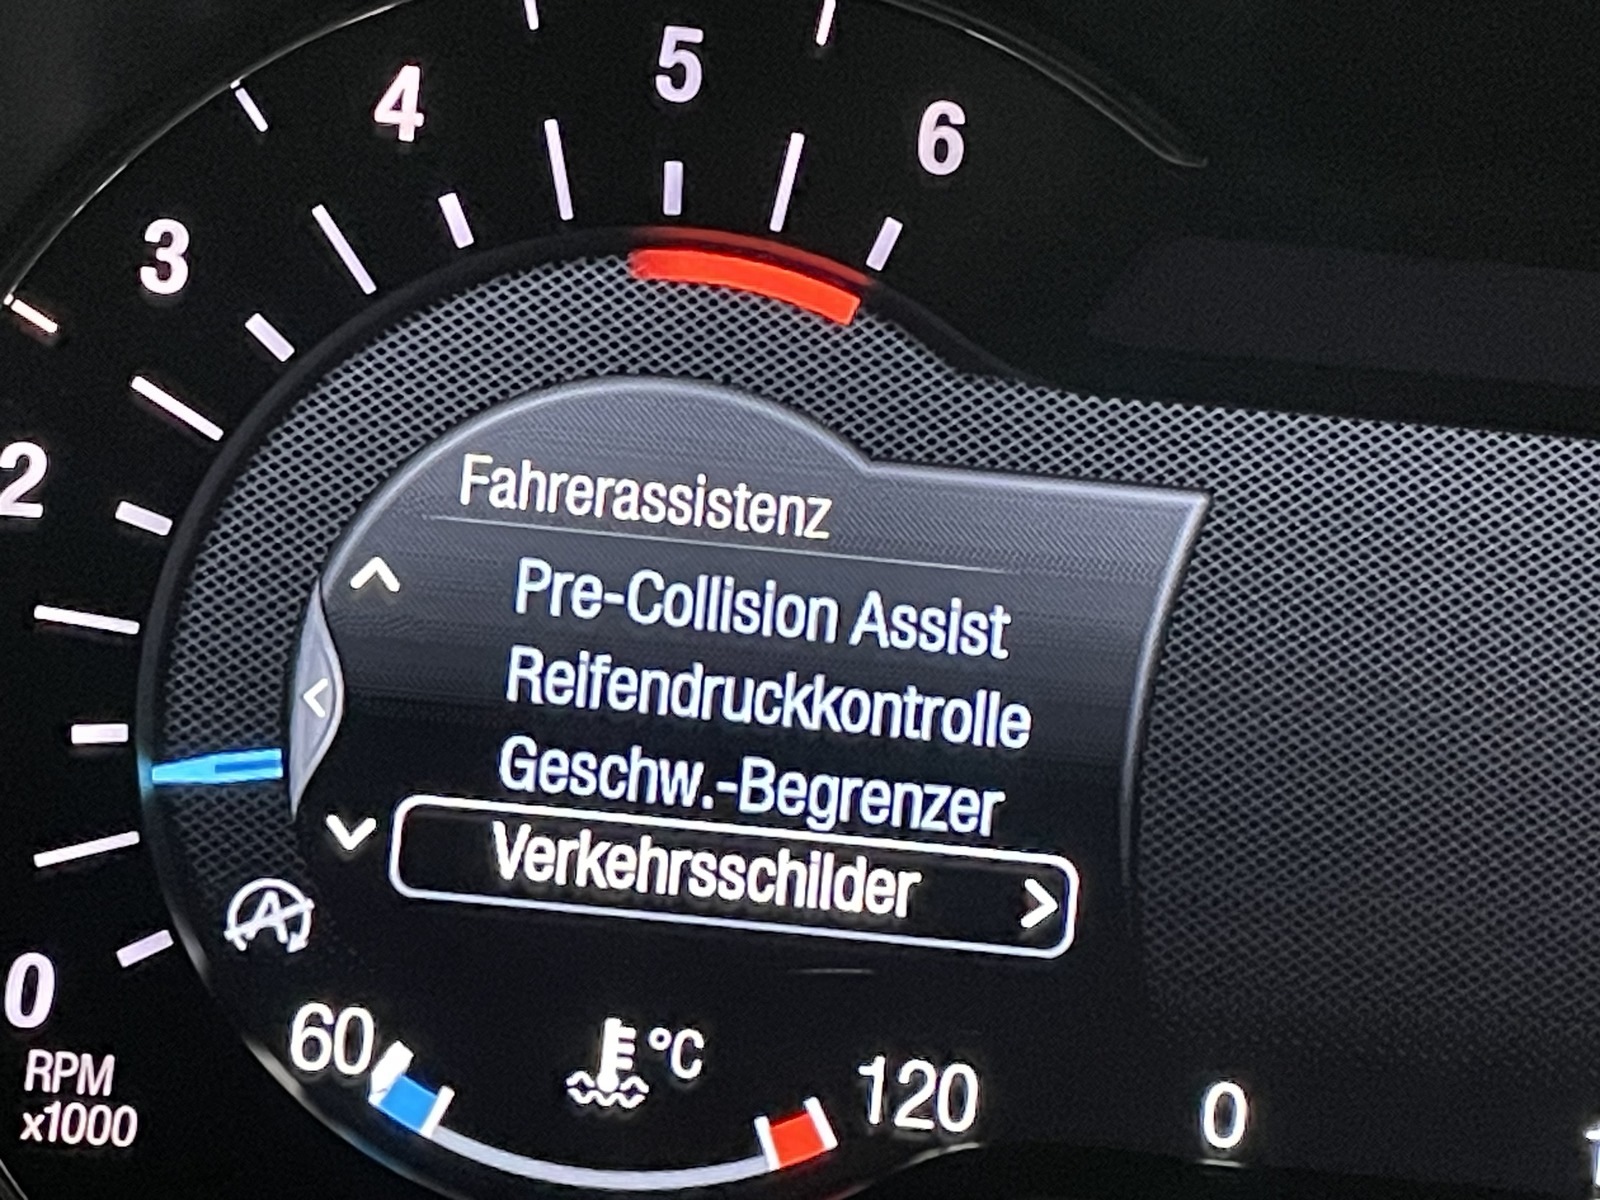 5
4
6
3
2
Fahrerassistenz
Pre-Collision Assist
Reifendruckkontrolle
Geschw.-Begrenzer
Verkehrsschilder
A
0
RPM
x1000
60
°C
120
0